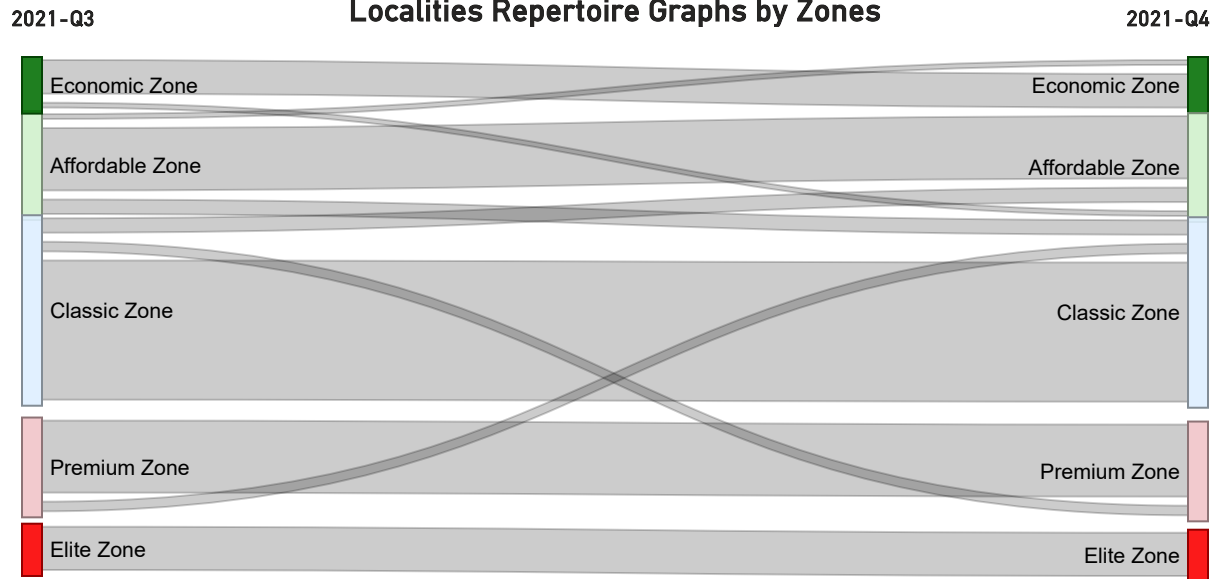 Localities Repertoire Graphs by Zones
2021-Q3
2021-Q4
Economic Zone
Economic Zone
Affordable Zone
Affordable Zone
Classic Zone
Classic Zone
Premium Zone
Premium Zone
Elite Zone
Elite Zone